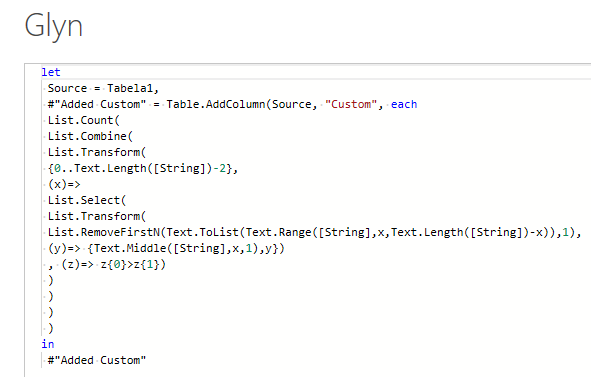 Glyn
let
Source = Tabela1,
#"Added Custom" = Table.AddColumn(Source, "Custom", each
List.Count(
List.Combine(
List.Transform(
{0..Text.Length([String])-2},
(x)=>
List.Select(
List.Transform(
List.RemoveFirstN(Text.ToList(Text.Range([String],x,Text.Length([String])-x)),1),
(y)=> {Text.Middle([String],x,1),y})
, (z)=> z{0}>z{1})
)
)
)
)
in
#"Added Custom"